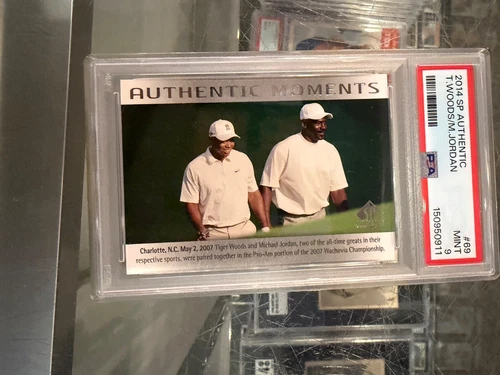 AUTHENTIC MOMENTS
Charlotte, N.C. May 2, 2007 Tiger Woods and Michael Jordan, two of the all-time greats in their
respective sports, were paired together in the Pro-Am portion of the 2007 Wachovia Championship.
2014 SP AUTHENTIC
T.WOODS/M.JORDAN
PSA
#69
MINT
9
150950911